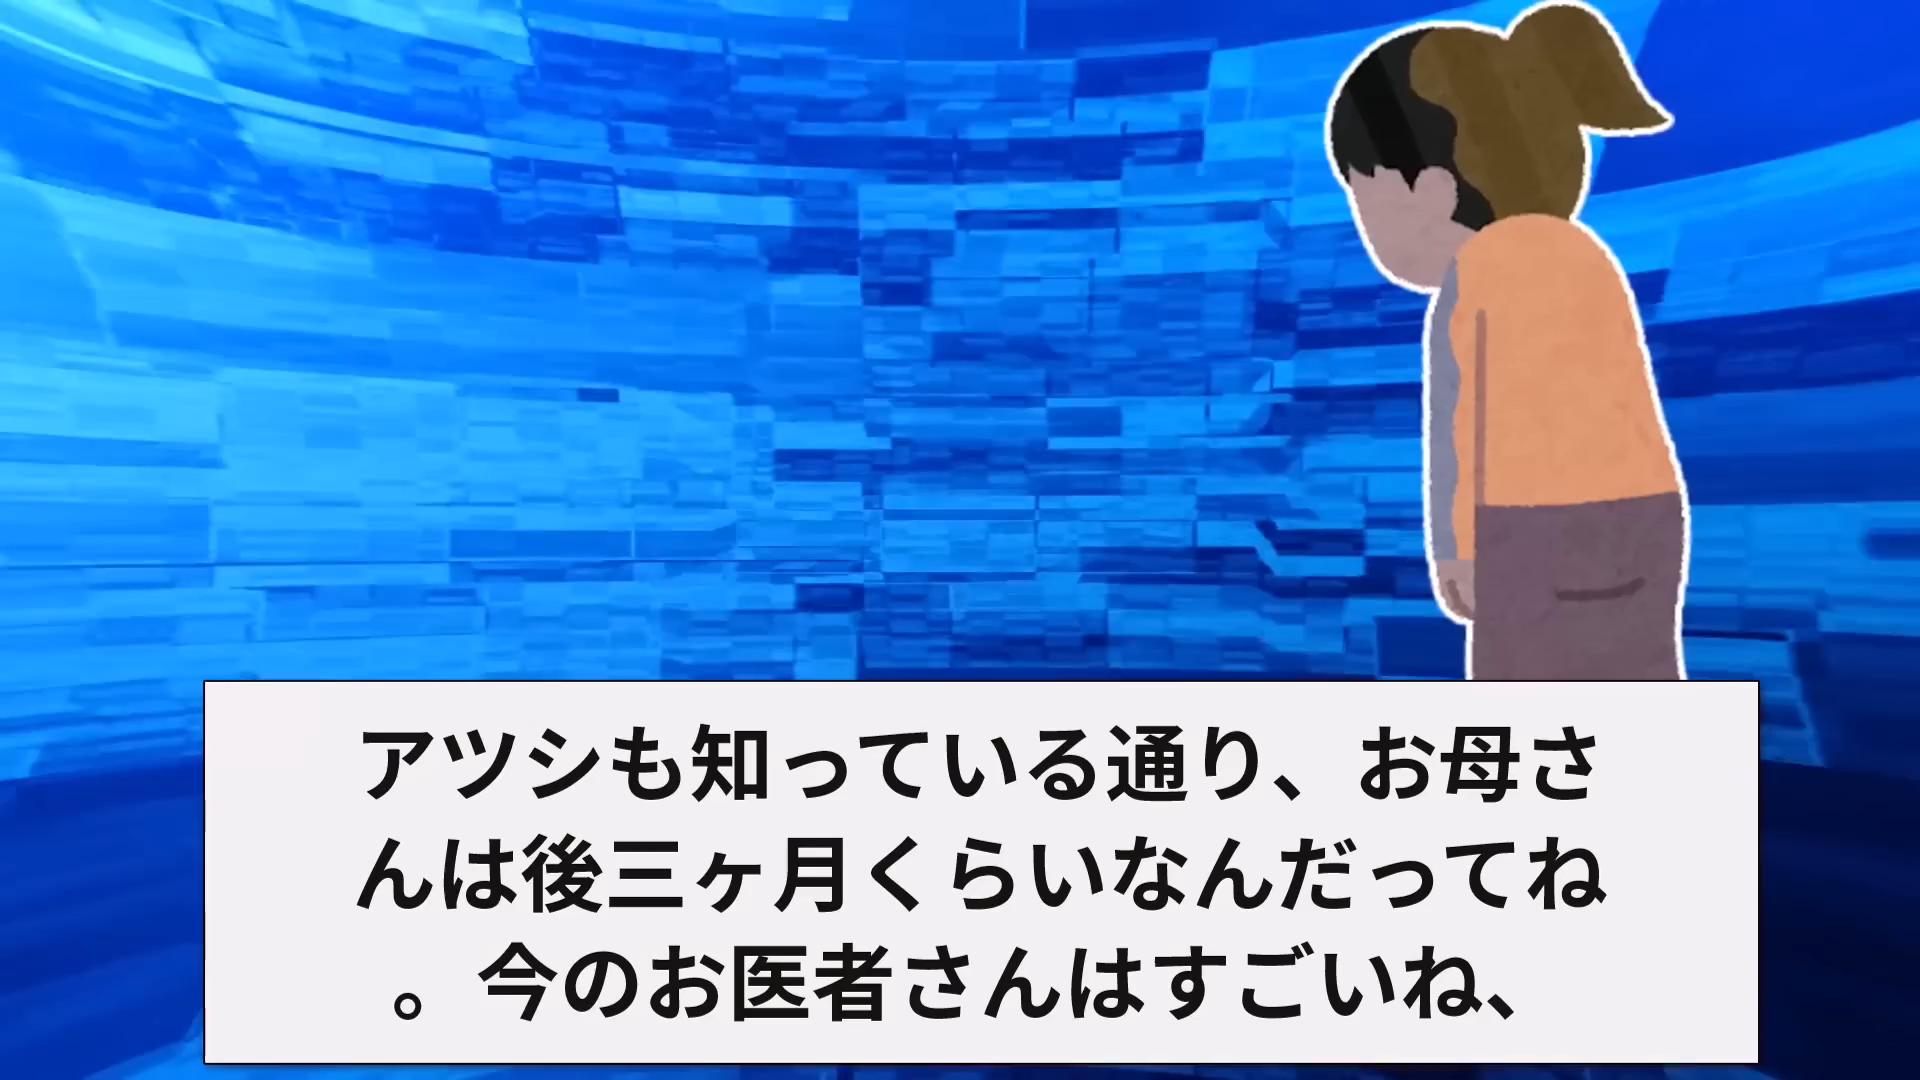 アツシも知っている通り、お母さ
んは後三ヶ月くらいなんだってね
。今のお医者さんはすごいね、